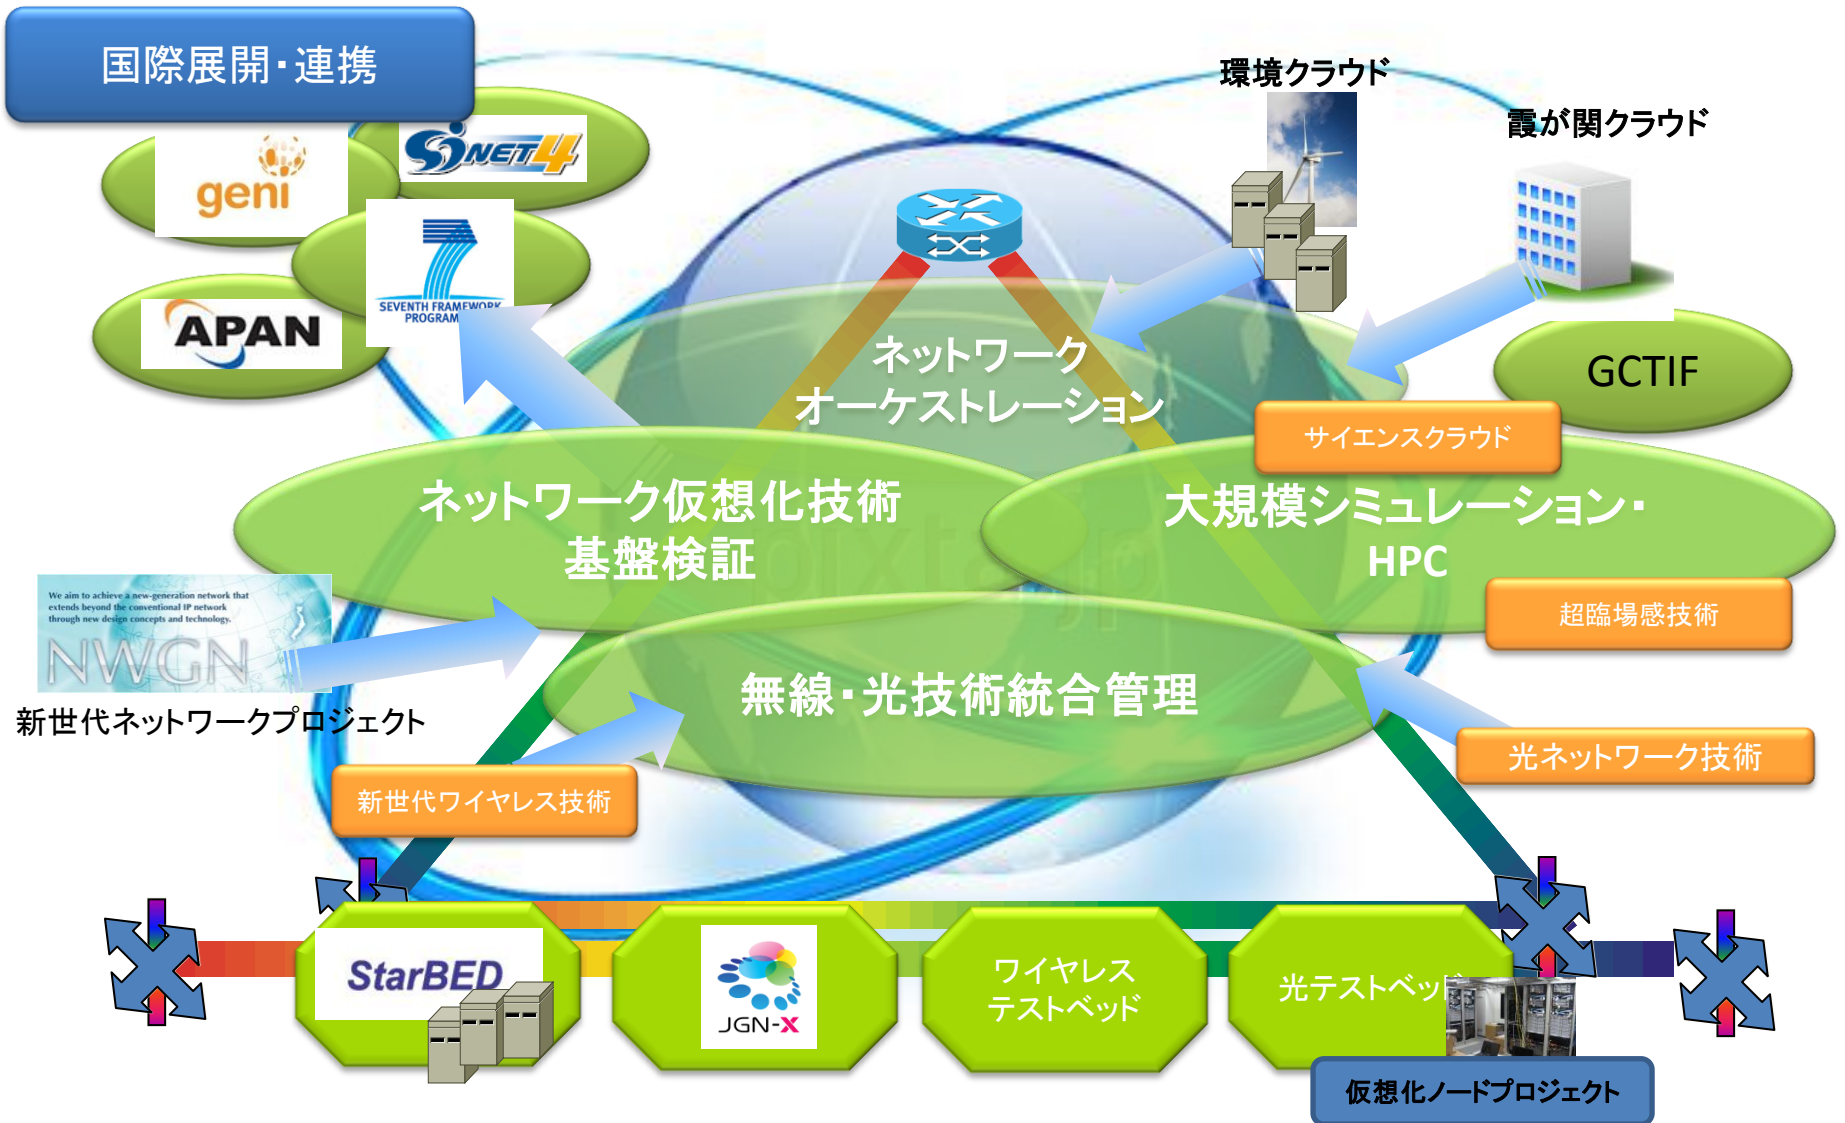 国際展開・連携
geni
SINET4
SEVENTH FRAMEWORK
APAN
環境クラウド
霞が関クラウド
GCTIF
ネットワーク
オーケストレーション
サイエンスクラウド
ネットワーク仮想化技術
基盤検証
大規模シミュレーション・
HPC
超臨場感技術
We aim to achieve a new-generation network that
extends beyond the conventional IP network
through new design concepts and technology.
NWGN
新世代ネットワークプロジェクト
無線・光技術統合管理
光ネットワーク技術
新世代ワイヤレス技術
StarBED
JGN-X
ワイヤレス
テストベッド
光テストベッド
仮想化ノードプロジェクト
pixta.jp